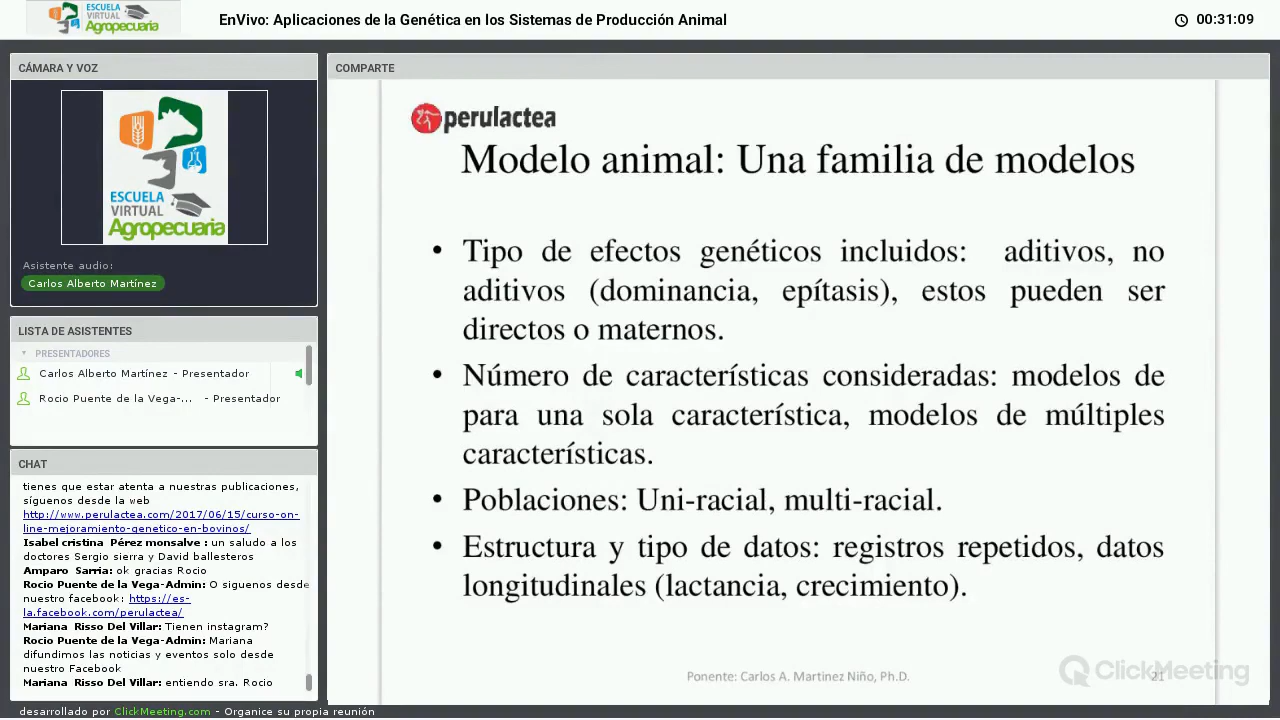 ESCUELA
VIRTUAL
Agropecuaria
EnVivo: Aplicaciones de la Genética en los Sistemas de Producción Animal
00:31:09
CÁMARA Y VOZ
ESCUELA
VIRTUAL
Agropecuaria
Asistente audio:
Carlos Alberto Martínez
LISTA DE ASISTENTES
PRESENTADORES
Carlos Alberto Martínez - Presentador
Rocio Puente de la Vega-... - Presentador
CHAT
tienes que estar atenta a nuestras publicaciones,
síguenos desde la web
http://www.perulactea.com/2017/06/15/curso-on-
line-mejoramiento-genetico-en-bovinos/
Isabel cristina Pérez monsalve : un saludo a los
doctores Sergio sierra y David ballesteros
Amparo Sarria: ok gracias Rocio
Rocio Puente de la Vega-Admin: O siguenos desde
nuestro facebook: https://es-
la.facebook.com/perulactea/
Mariana Risso Del Villar: Tienen instagram?
Rocio Puente de la Vega-Admin: Mariana
difundimos las noticias y eventos solo desde
nuestro Facebook
Mariana Risso Del Villar: entiendo sra. Rocio
COMPARTE
perulactea
Modelo animal: Una familia de modelos
• Tipo de efectos genéticos incluidos: aditivos, no
aditivos (dominancia, epítasis), estos pueden ser
directos o maternos.
• Número de características consideradas: modelos de
para una sola característica, modelos de múltiples
características.
• Poblaciones: Uni-racial, multi-racial.
• Estructura y tipo de datos: registros repetidos, datos
longitudinales (lactancia, crecimiento).
Ponente: Carlos A. Martinez Niño, Ph.D.
21
ClickMeeting
desarrollado por ClickMeeting.com - Organice su propia reunión